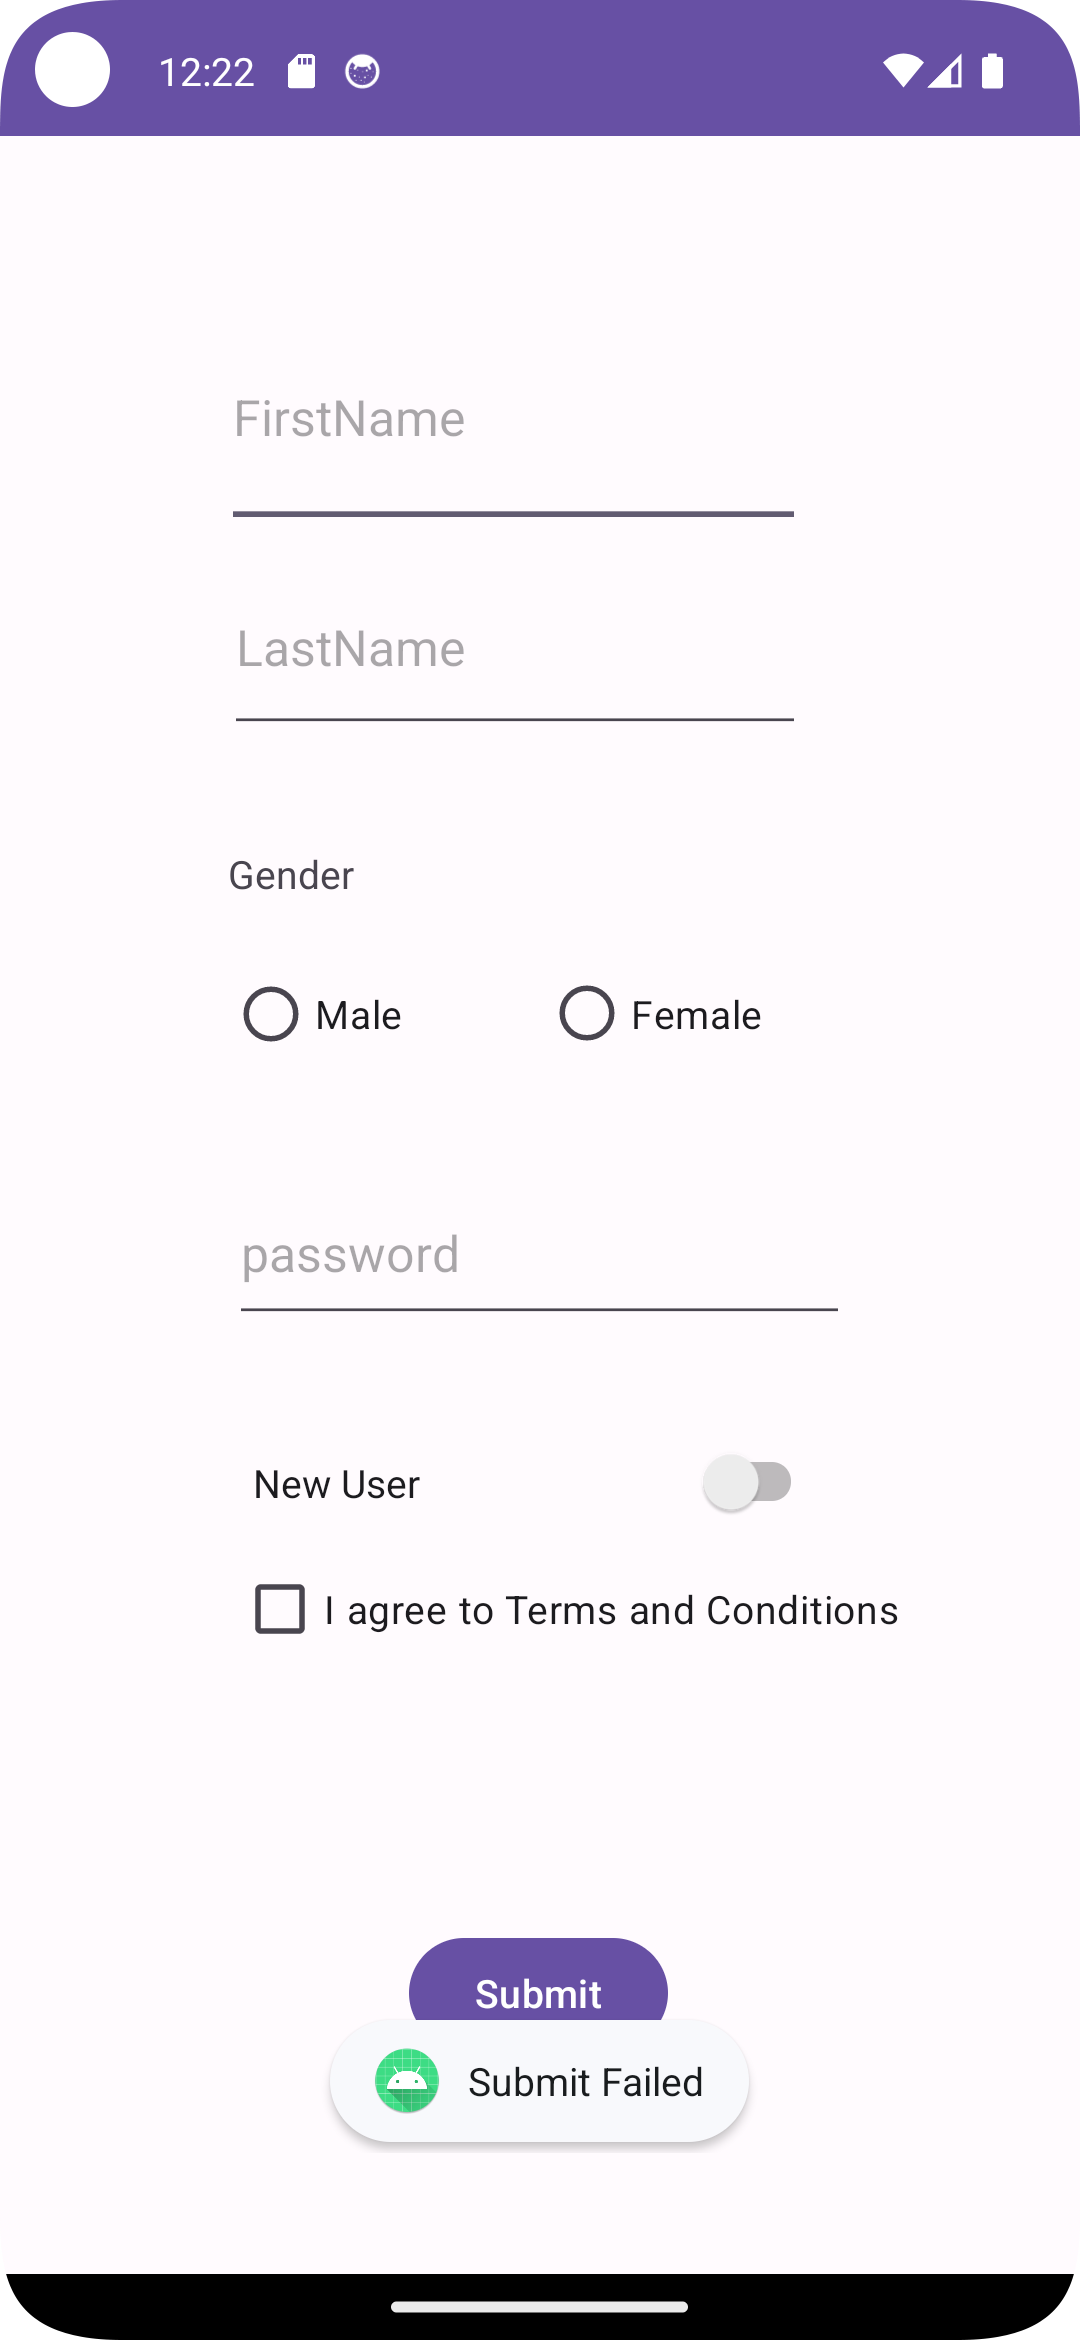 12:22
FirstName
LastName
Gender
Male Female
password
New User
I agree to Terms and Conditions
Submit
Submit Failed